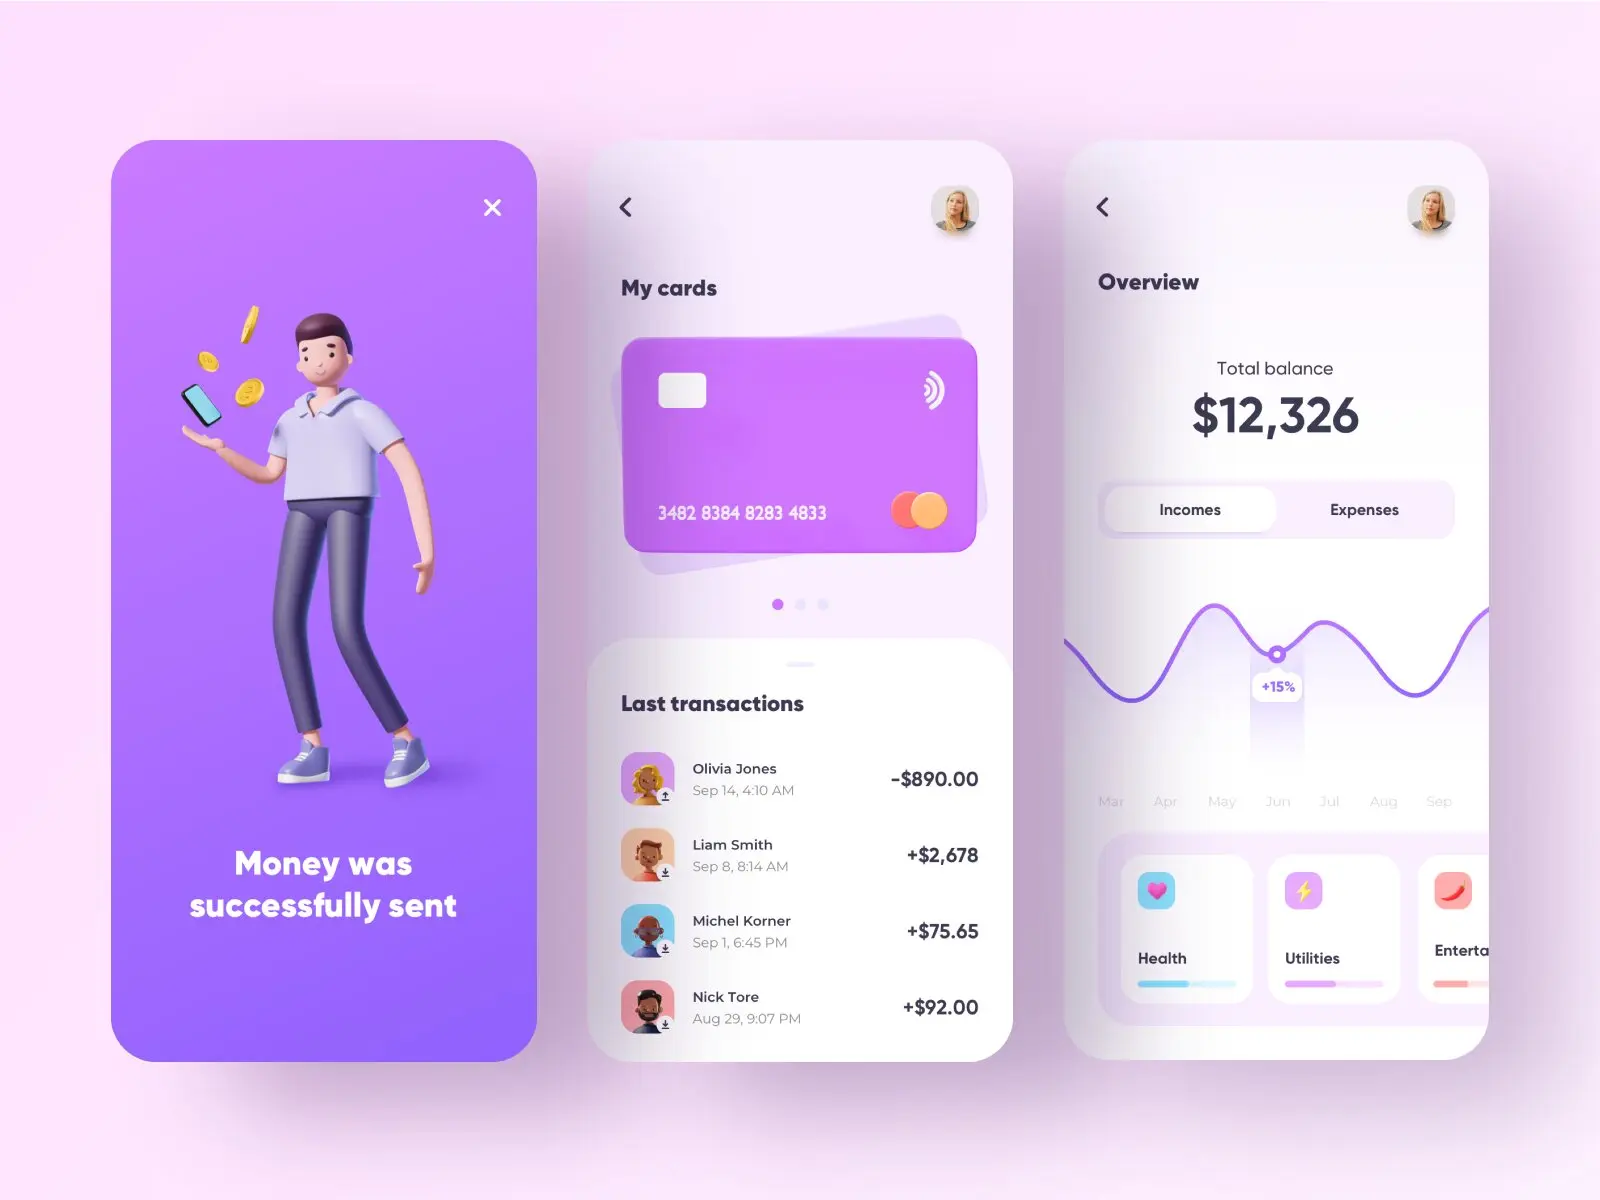 Money was
successfully sent
My cards
3482 8384 8283 4833
Last transactions
Olivia Jones
Sep 14, 4:10 AM
-$890.00
Liam Smith
Sep 8, 8:14 AM
+$2,678
Michel Korner
Sep 1, 6:45 PM
+$75.65
Nick Tore
Aug 29, 9:07 PM
+$92.00
Overview
Total balance
$12,326
Incomes Expenses
+15%
Mar Apr May Jun Jul Aug Sep
Health Utilities Enterta